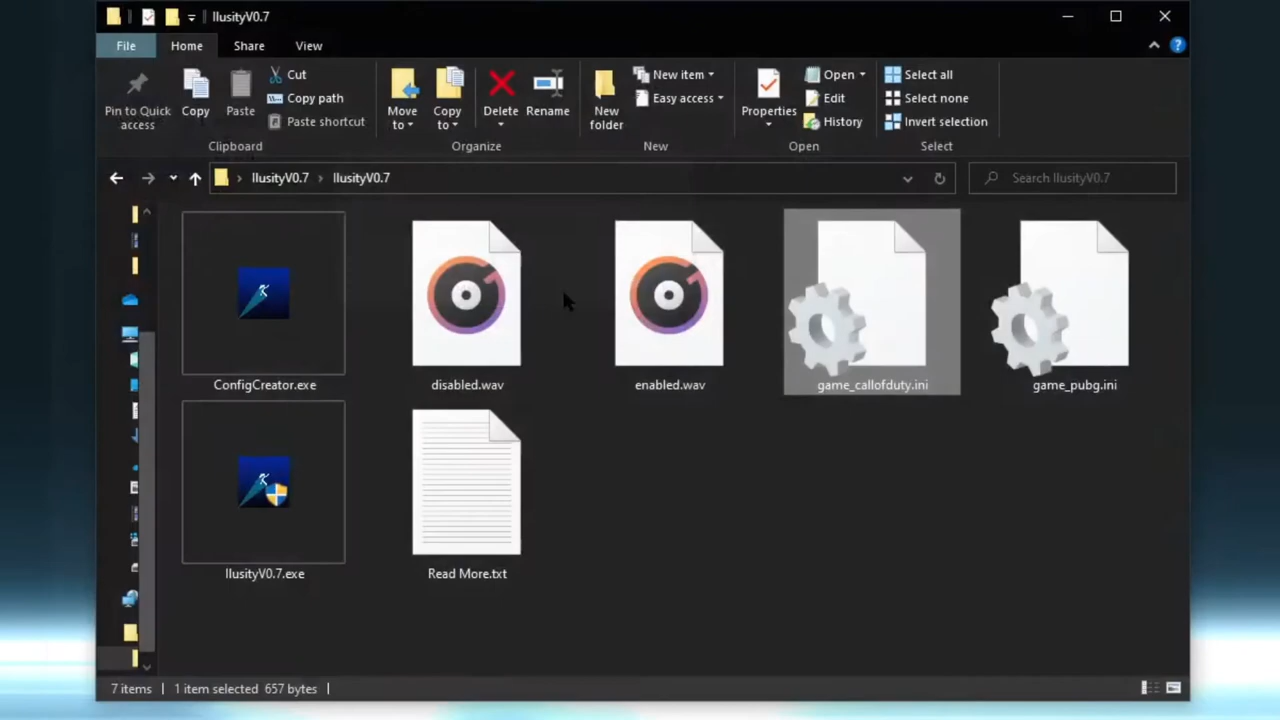 IlusityV0.7
File Home Share View
Pin to Quick access
Copy
Paste
Cut
Copy path
Paste shortcut
Move to
Copy to
Delete
Rename
New folder
New item
Easy access
Properties
Open
Edit
History
Select all
Select none
Invert selection
Clipboard Organize New Open Select
IlusityV0.7 › IlusityV0.7
Search IlusityV0.7
ConfigCreator.exe
disabled.wav
enabled.wav
game_callofduty.ini
game_pubg.ini
IlusityV0.7.exe
Read More.txt
7 items 1 item selected 657 bytes